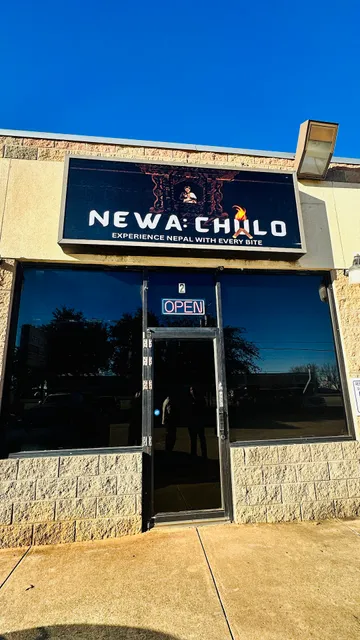 NEWA: CHULO
EXPERIENCE NEPAL WITH EVERY BITE
2
OPEN